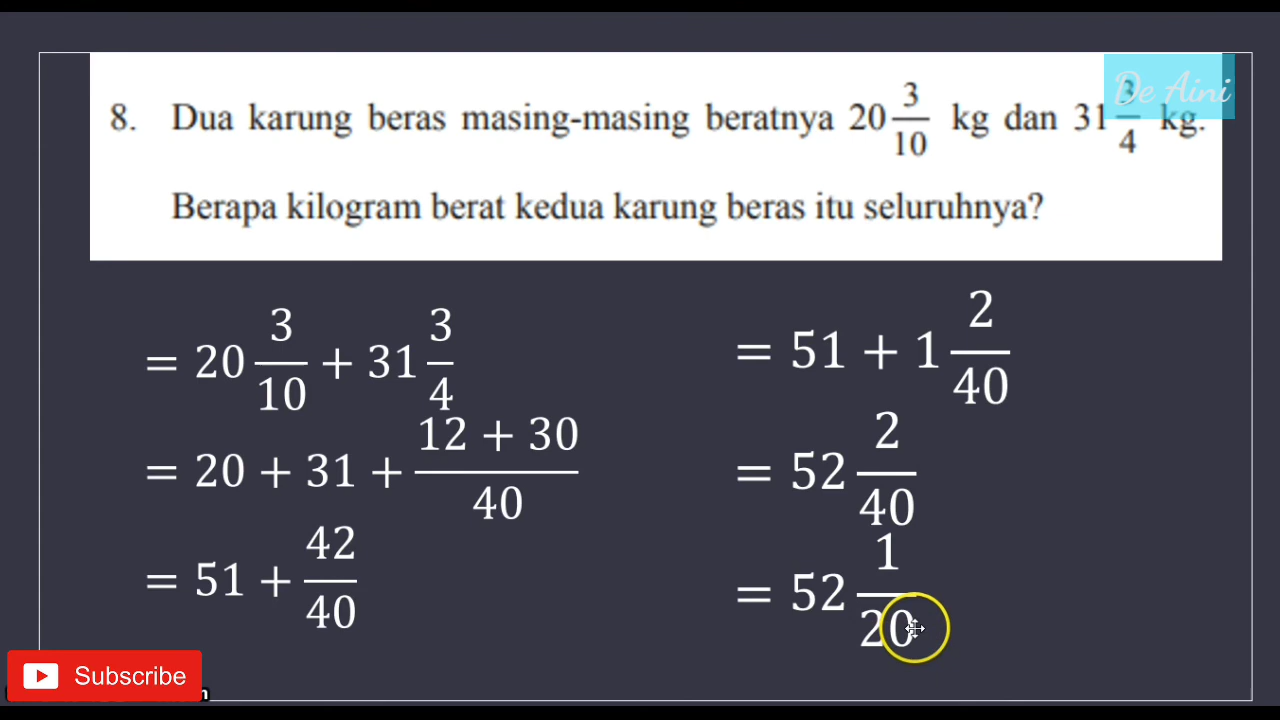 De Aini
8. Dua karung beras masing-masing beratnya 20 3/10 kg dan 31 3/4 kg.
Berapa kilogram berat kedua karung beras itu seluruhnya?
= 20 3/10 + 31 3/4
= 20 + 31 + (12 + 30)/40
= 51 + 42/40
= 51 + 1 2/40
= 52 2/40
= 52 1/20
Subscribe